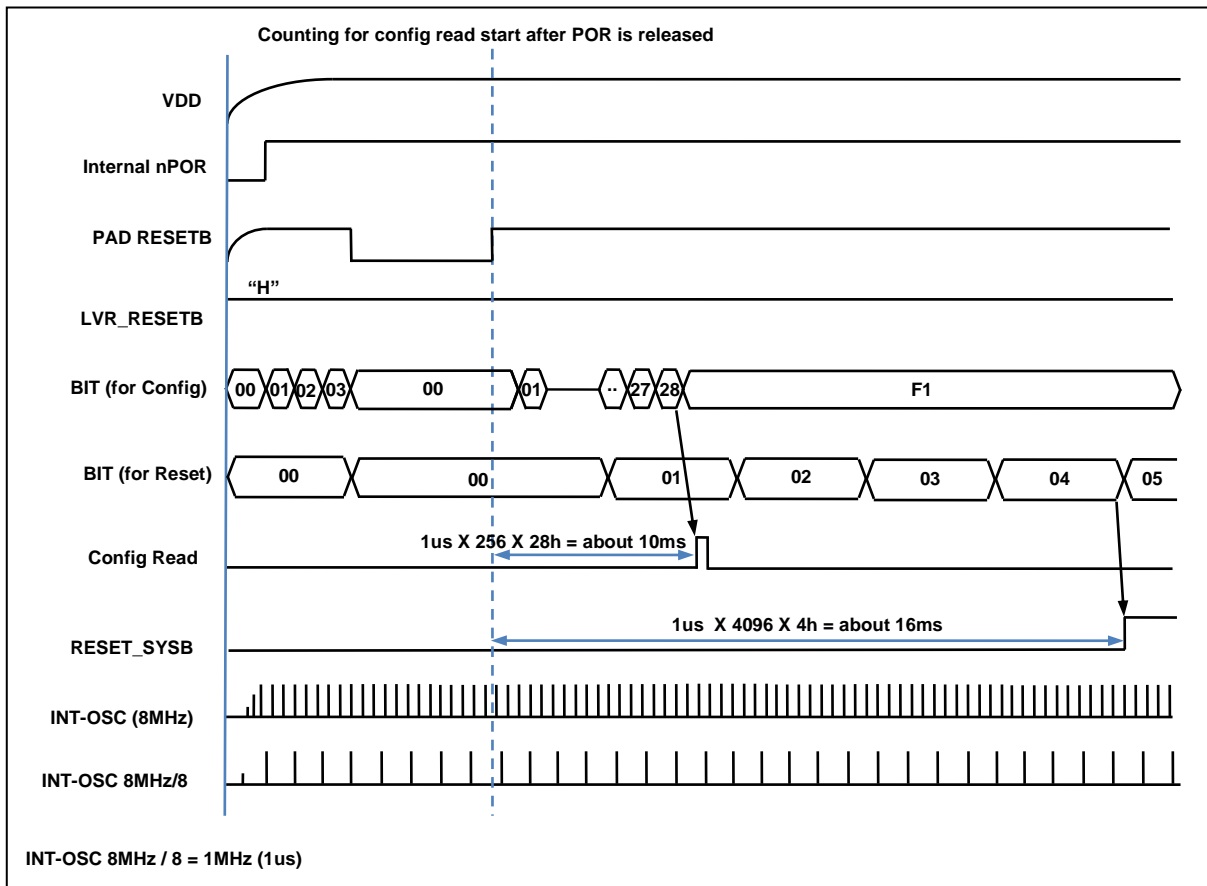 Counting for config read start after POR is released
VDD
Internal nPOR
PAD RESETB
“H”
LVR_RESETB
BIT (for Config) 00 01 02 03 00 01 ·· 27 28 F1
BIT (for Reset) 00 00 01 02 03 04 05
1us X 256 X 28h = about 10ms
Config Read
1us X 4096 X 4h = about 16ms
RESET_SYSB
INT-OSC (8MHz)
INT-OSC 8MHz/8
INT-OSC 8MHz / 8 = 1MHz (1us)